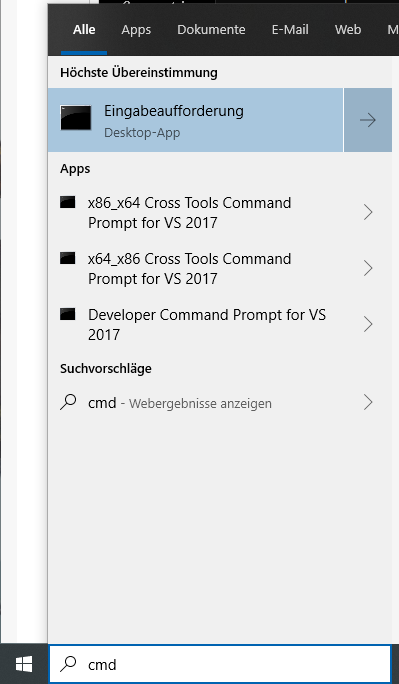 Alle Apps Dokumente E-Mail Web M
Höchste Übereinstimmung
Eingabeaufforderung
Desktop-App
Apps
x86_x64 Cross Tools Command
Prompt for VS 2017
x64_x86 Cross Tools Command
Prompt for VS 2017
Developer Command Prompt for VS
2017
Suchvorschläge
cmd - Webergebnisse anzeigen
cmd